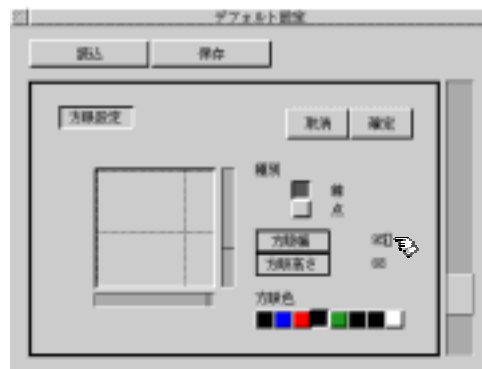 デフォルト設定
読込 保存
方眼設定
取消 確定
種別
線
点
方眼幅
方眼高さ
方眼色